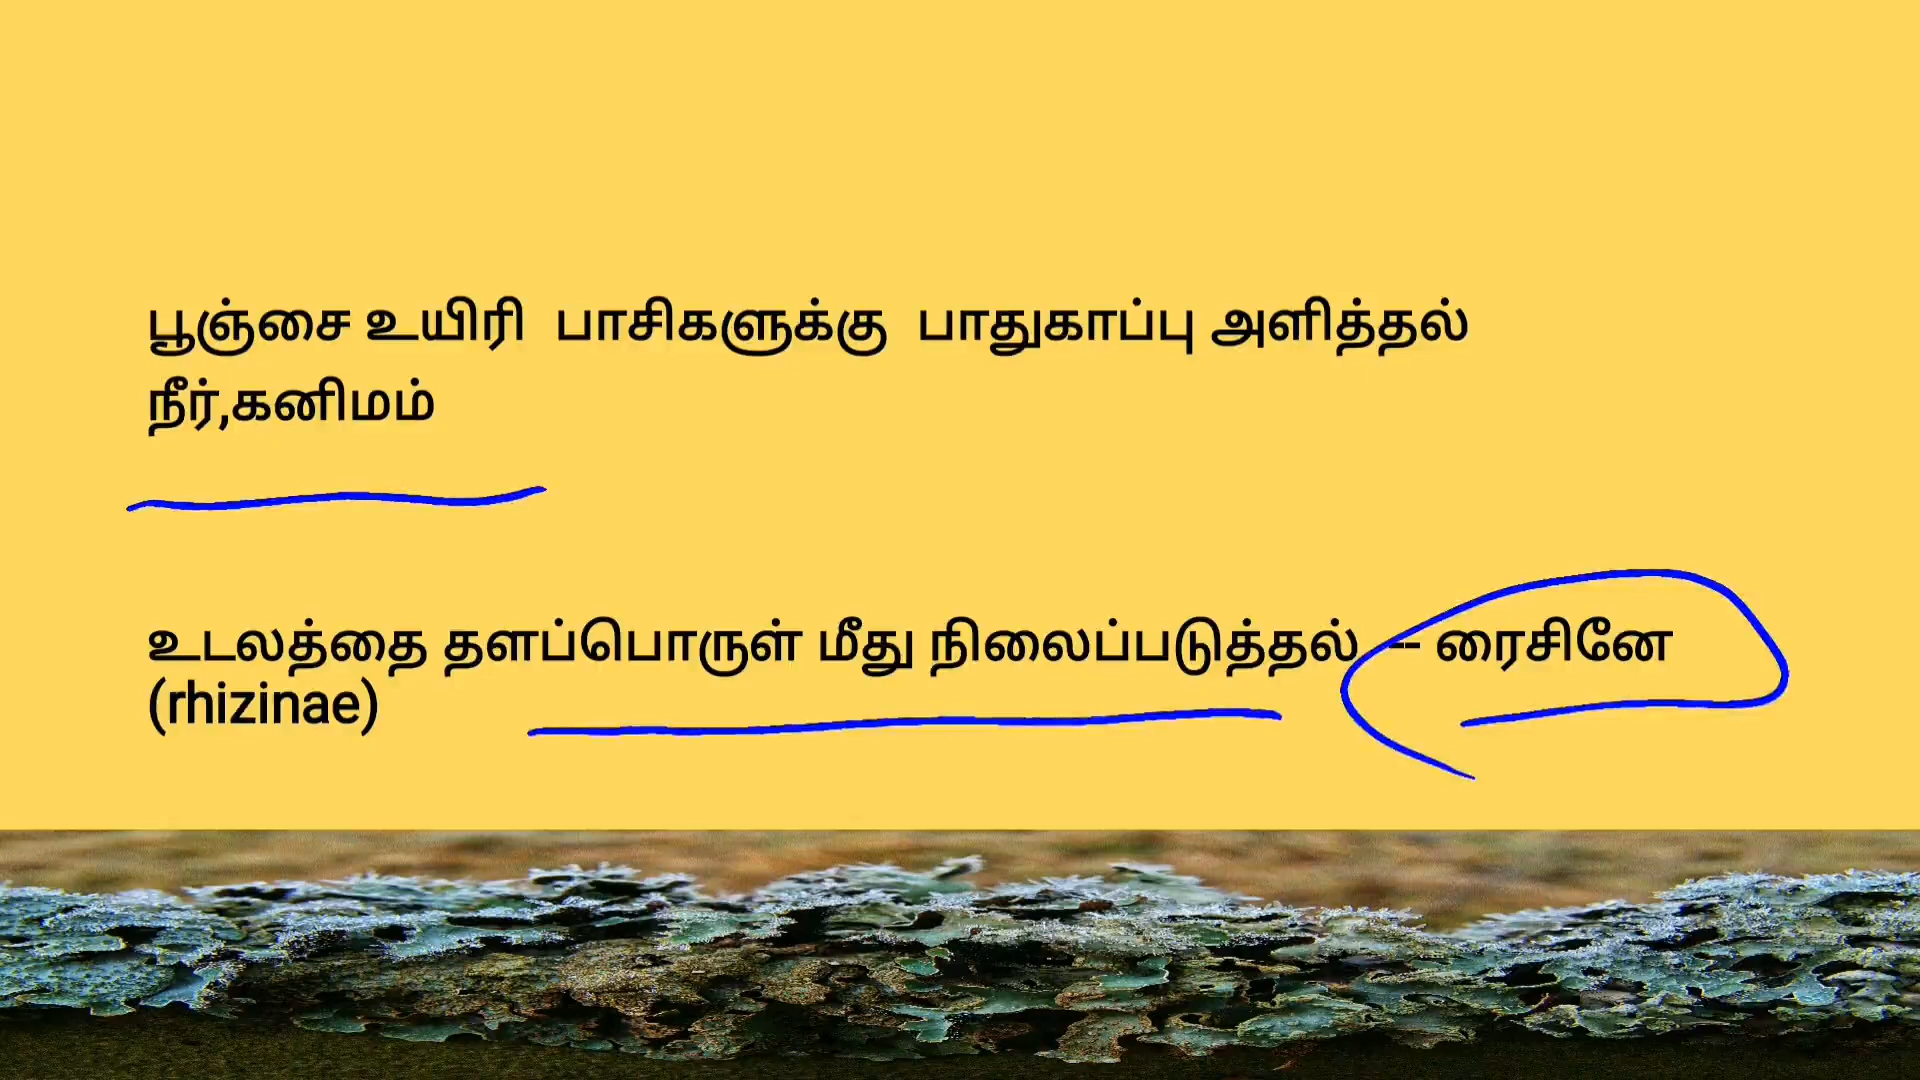 பூஞ்சை உயிரி பாசிகளுக்கு பாதுகாப்பு அளித்தல்
நீர்,கனிமம்
உடலத்தை தளப்பொருள் மீது நிலைப்படுத்தல் -- ரைசினே
(rhizinae)